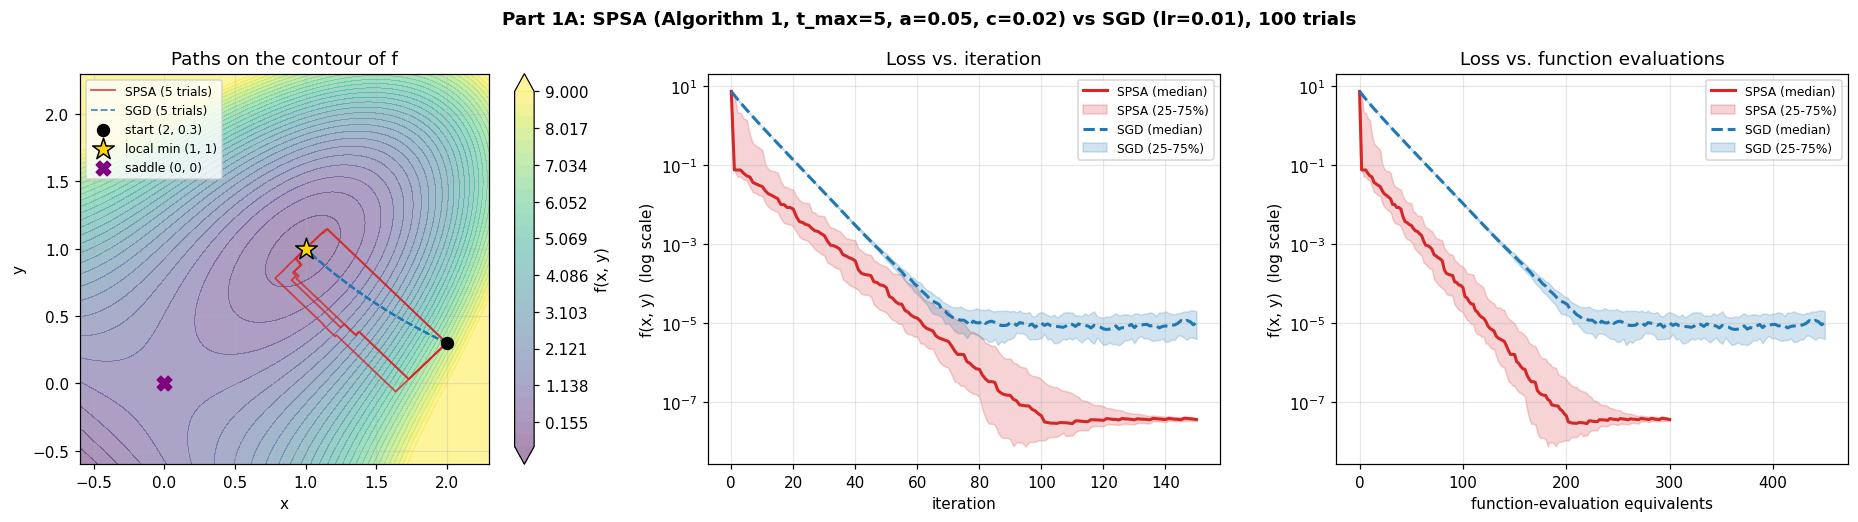 Part 1A: SPSA (Algorithm 1, t_max=5, a=0.05, c=0.02) vs SGD (lr=0.01), 100 trials
Paths on the contour of f
SPSA (5 trials)
SGD (5 trials)
start (2, 0.3)
local min (1, 1)
saddle (0, 0)
y
2.0
1.5
1.0
0.5
0.0
−0.5
−0.5 0.0 0.5 1.0 1.5 2.0
x
9.000
8.017
7.034
6.052
5.069
4.086
3.103
2.121
1.138
0.155
f(x, y)
Loss vs. iteration
SPSA (median)
SPSA (25-75%)
SGD (median)
SGD (25-75%)
f(x, y) (log scale)
10¹
10⁻¹
10⁻³
10⁻⁵
10⁻⁷
0 20 40 60 80 100 120 140
iteration
Loss vs. function evaluations
SPSA (median)
SPSA (25-75%)
SGD (median)
SGD (25-75%)
f(x, y) (log scale)
10¹
10⁻¹
10⁻³
10⁻⁵
10⁻⁷
0 100 200 300 400
function-evaluation equivalents